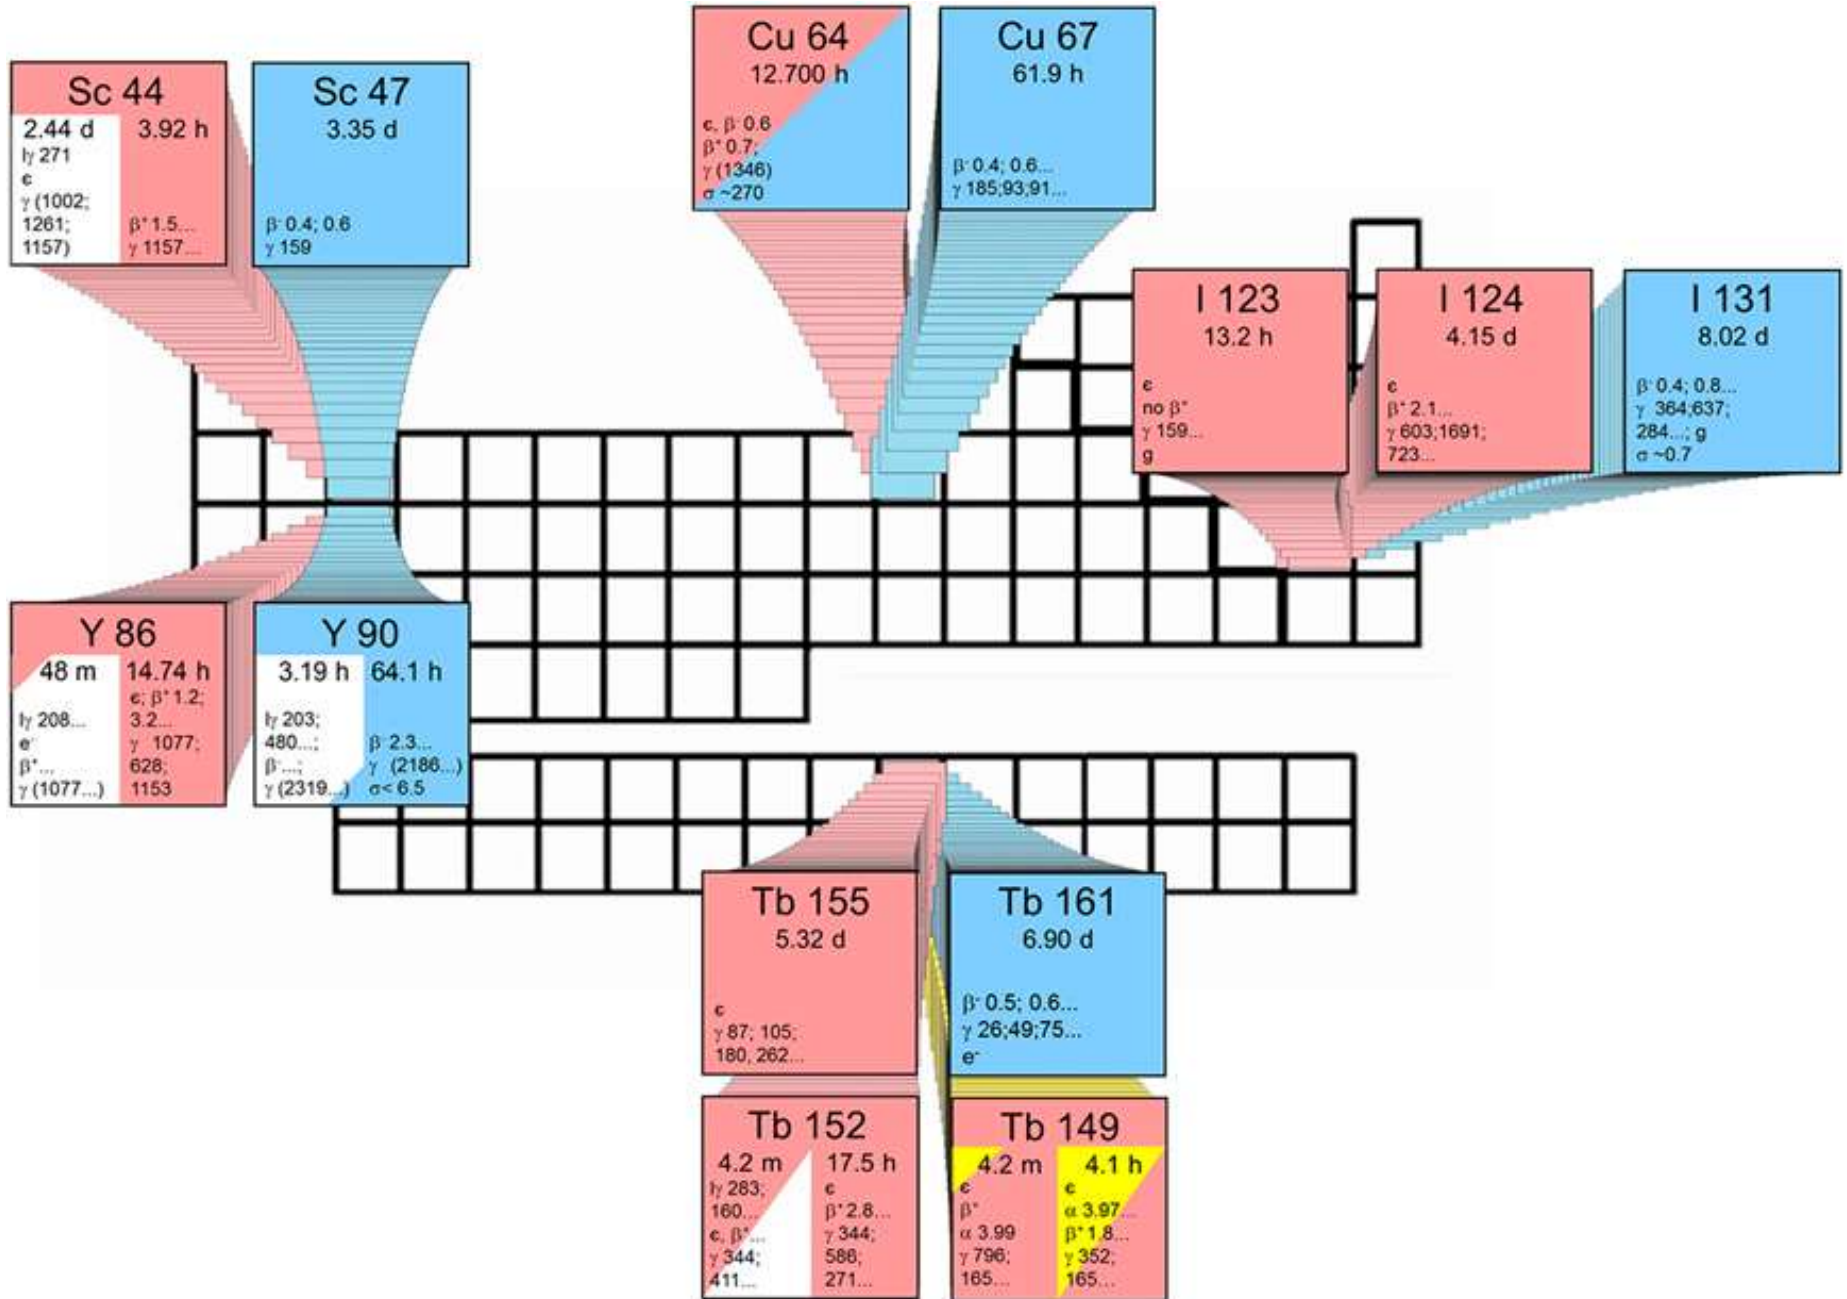 Sc 44
2.44 d 3.92 h
Iγ 271
ϵ
γ (1002;
1261; β⁺ 1.5...
1157) γ 1157...
Sc 47
3.35 d
β⁻ 0.4; 0.6
γ 159
Cu 64
12.700 h
ϵ, β⁻ 0.6
β⁺ 0.7;
γ (1346)
σ ~270
Cu 67
61.9 h
β⁻ 0.4; 0.6...
γ 185;93;91...
I 123
13.2 h
ϵ
no β⁺
γ 159...
g
I 124
4.15 d
ϵ
β⁺ 2.1...
γ 603;1691;
723...
I 131
8.02 d
β⁻ 0.4; 0.8...
γ 364;637;
284...; g
σ ~0.7
Y 86
48 m 14.74 h
ϵ; β⁺ 1.2;
Iγ 208... 3.2...
e⁻ γ 1077;
β⁺... 628;
γ (1077...) 1153
Y 90
3.19 h 64.1 h
Iγ 203;
480...; β⁻ 2.3...
β⁻...; γ (2186...)
γ (2319...) σ< 6.5
Tb 155
5.32 d
ϵ
γ 87; 105;
180, 262...
Tb 161
6.90 d
β⁻ 0.5; 0.6...
γ 26;49;75...
e⁻
Tb 152
4.2 m 17.5 h
Iγ 283; ϵ
160... β⁺ 2.8...
ϵ, β⁺... γ 344;
γ 344; 586;
411... 271...
Tb 149
4.2 m 4.1 h
ϵ ϵ
β⁺ α 3.97...
α 3.99 β⁺ 1.8...
γ 796; γ 352;
165... 165...